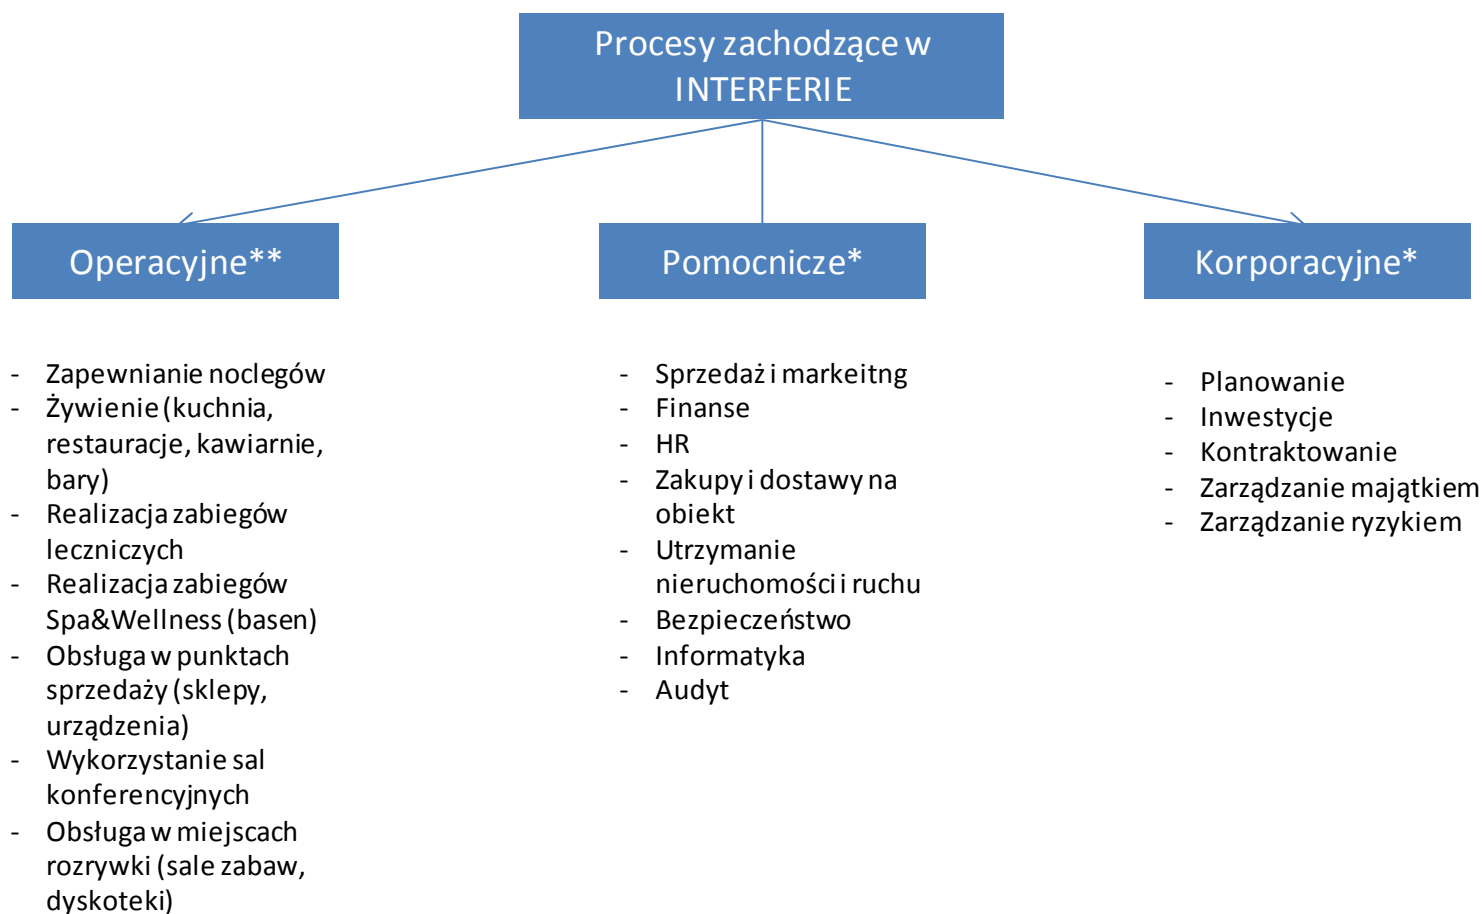 Procesy zachodzące w
INTERFERIE
Operacyjne**
Pomocnicze*
Korporacyjne*
- Zapewnianie noclegów
- Żywienie (kuchnia,
restauracje, kawiarnie,
bary)
- Realizacja zabiegów
leczniczych
- Realizacja zabiegów
Spa&Wellness (basen)
- Obsługa w punktach
sprzedaży (sklepy,
urządzenia)
- Wykorzystanie sal
konferencyjnych
- Obsługa w miejscach
rozrywki (sale zabaw,
dyskoteki)
- Sprzedaż i markeitng
- Finanse
- HR
- Zakupy i dostawy na
obiekt
- Utrzymanie
nieruchomości i ruchu
- Bezpieczeństwo
- Informatyka
- Audyt
- Planowanie
- Inwestycje
- Kontraktowanie
- Zarządzanie majątkiem
- Zarządzanie ryzykiem